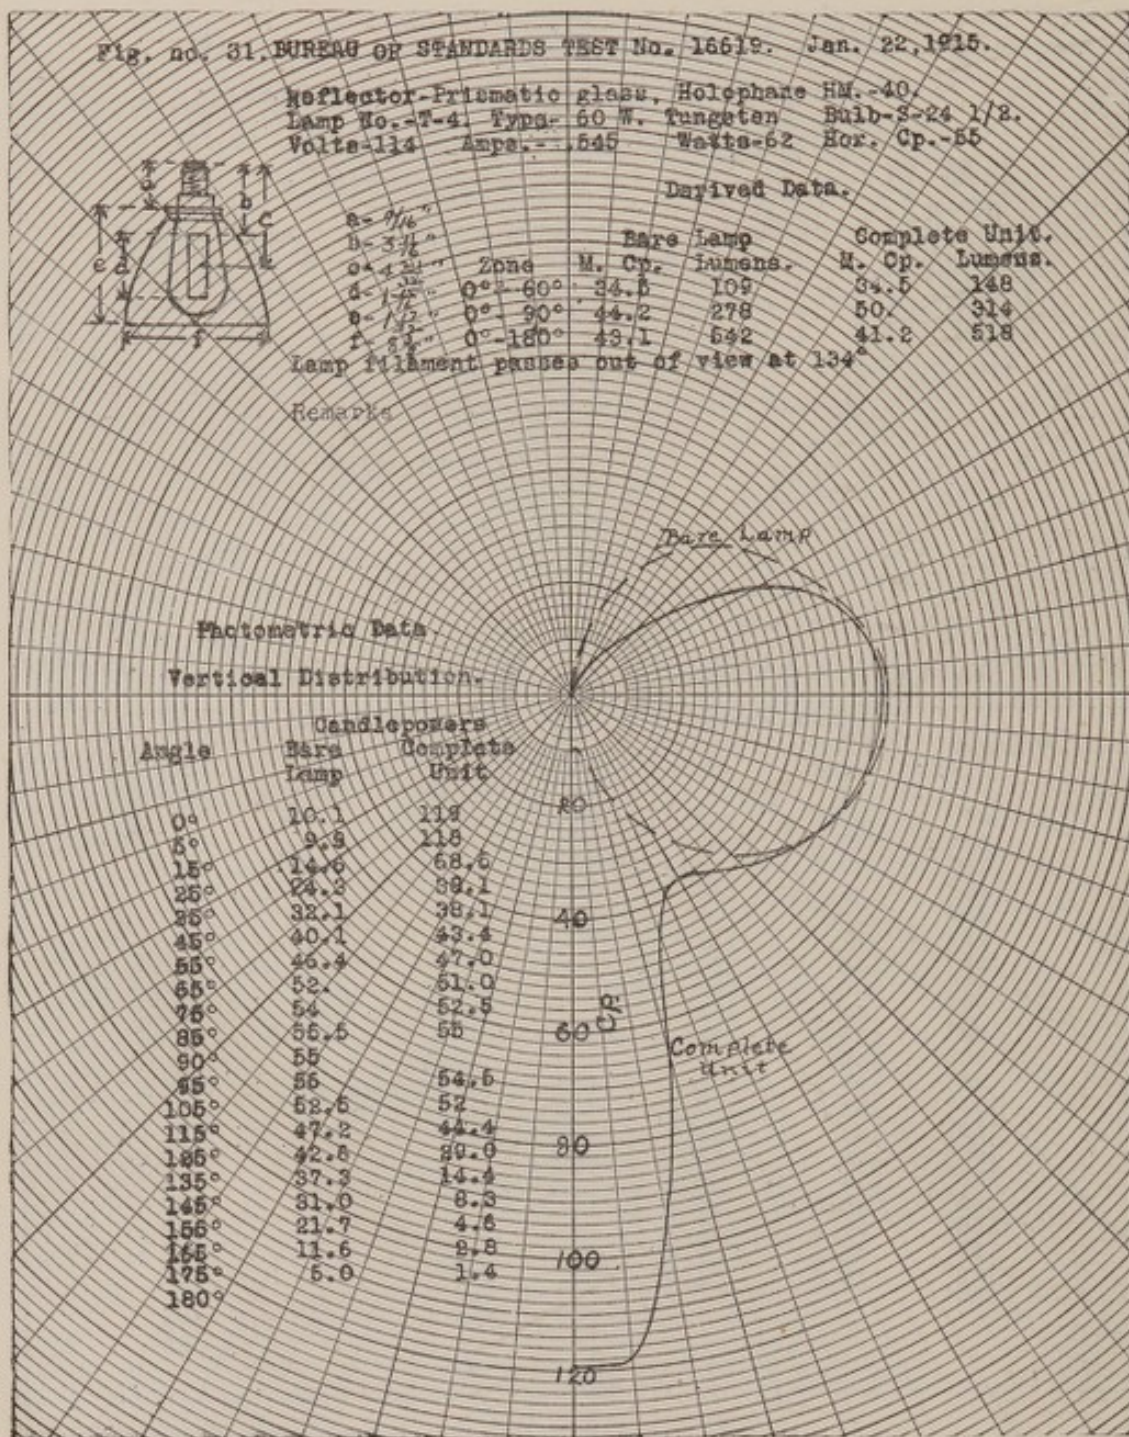 Fig. no. 31. BUREAU OF STANDARDS TEST No. 16619. Jan. 22, 1915.
Reflector-Prismatic glass, Holophane HM.-40.
Lamp No.-T-4. Type- 60 W. Tungsten Bulb-S-24 1/2.
Volts-114 Amps.-.545 Watts-62 Hor. Cp.-55
Derived Data.
a- 9/16"
b-
c-
d-
e-
f-
Bare Lamp Complete Unit.
Zone M. Cp. Lumens. M. Cp. Lumens.
0°-60° 34.5 109 34.5 148
0°-90° 44.2 278 50. 314
0°-180° 43.1 542 41.2 518
Lamp filament passes out of view at 134°
Remarks
a
b
c
d
e
f
Bare Lamp
Photometric Data.
Vertical Distribution.
Candlepowers
Angle Bare Complete
Lamp Unit
0° 10.1 119
5° 9.9 118
15° 14.6 68.6
25° 24.3 39.1
35° 32.1 38.1
45° 40.1 43.4
55° 46.4 47.0
65° 52. 51.0
75° 54 52.5
85° 55.5 55
90° 55
95° 55 54.5
105° 52.5 52
115° 47.2 44.4
125° 42.8 29.0
135° 37.3 14.4
145° 31.0 8.3
155° 21.7 4.6
165° 11.6 2.8
175° 5.0 1.4
180°
20
40
60
Cp
80
100
120
Complete
Unit